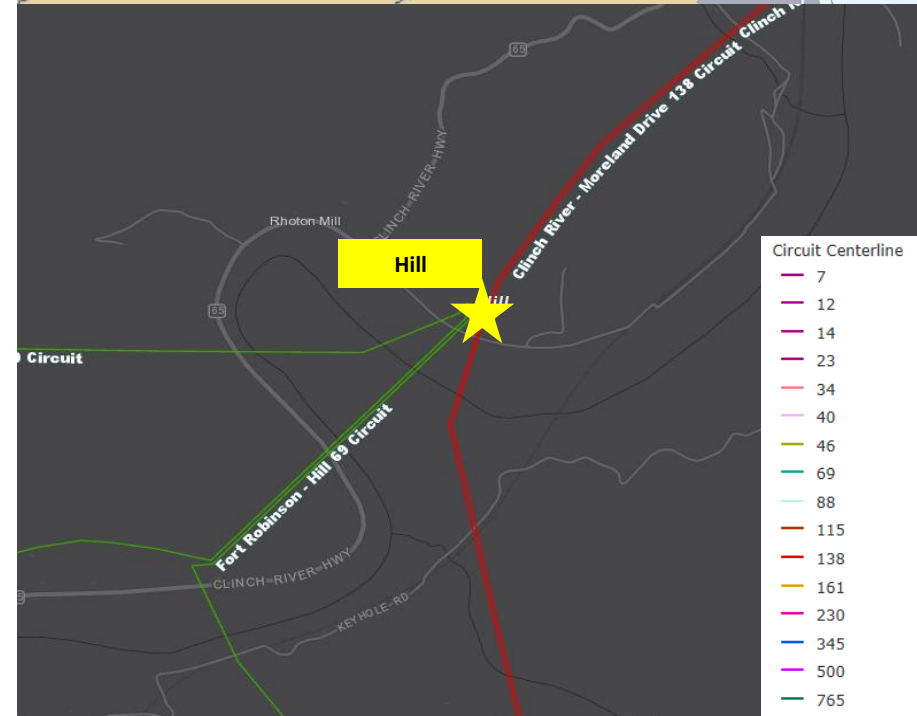 Clinch River - Moreland Drive 138 Circuit
Clinch
65
CLINCH-RIVER-HWY
Rhoton Mill
Hill
65
Circuit
Fort Robinson - Hill 69 Circuit
CLINCH-RIVER-HWY
KEYHOLE-RD
Circuit Centerline
7
12
14
23
34
40
46
69
88
115
138
161
230
345
500
765